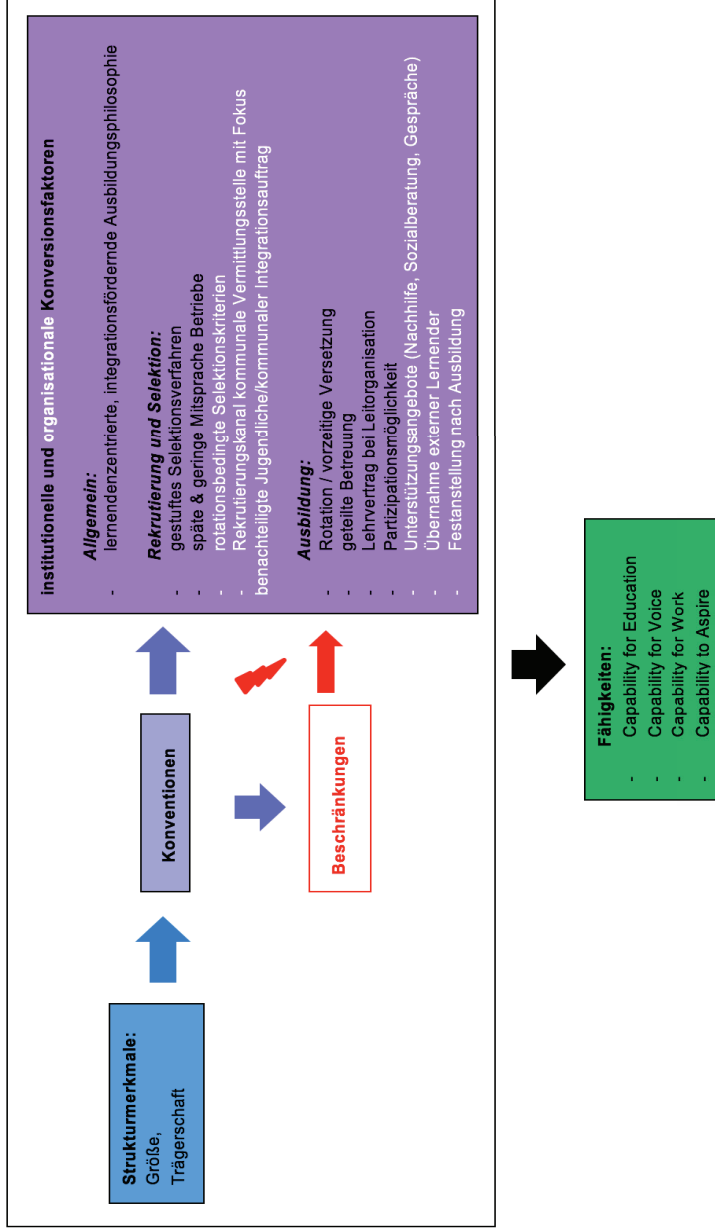 Strukturmerkmale:
Größe,
Trägerschaft
Konventionen
Beschränkungen
institutionelle und organisationale Konversionsfaktoren
Allgemein:
- lernendenzentrierte, integrationsfördernde Ausbildungsphilosophie
Rekrutierung und Selektion:
- gestuftes Selektionsverfahren
- späte & geringe Mitsprache Betriebe
- rotationsbedingte Selektionskriterien
- Rekrutierungskanal kommunale Vermittlungsstelle mit Fokus
benachteiligte Jugendliche/kommunaler Integrationsauftrag
Ausbildung:
- Rotation / vorzeitige Versetzung
- geteilte Betreuung
- Lehrvertrag bei Leitorganisation
- Partizipationsmöglichkeit
- Unterstützungsangebote (Nachhilfe, Sozialberatung, Gespräche)
- Übernahme externer Lernender
- Festanstellung nach Ausbildung
Fähigkeiten:
- Capability for Education
- Capability for Voice
- Capability for Work
- Capability to Aspire